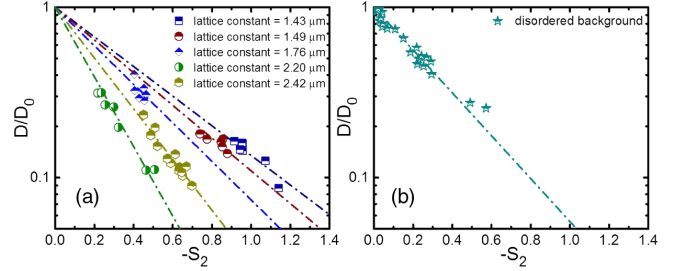 1
0.1
D/D0
lattice constant = 1.43 μm
lattice constant = 1.49 μm
lattice constant = 1.76 μm
lattice constant = 2.20 μm
lattice constant = 2.42 μm
(a)
0.0 0.2 0.4 0.6 0.8 1.0 1.2 1.4
-S2
1
0.1
D/D0
disordered background
(b)
0.0 0.2 0.4 0.6 0.8 1.0 1.2 1.4
-S2